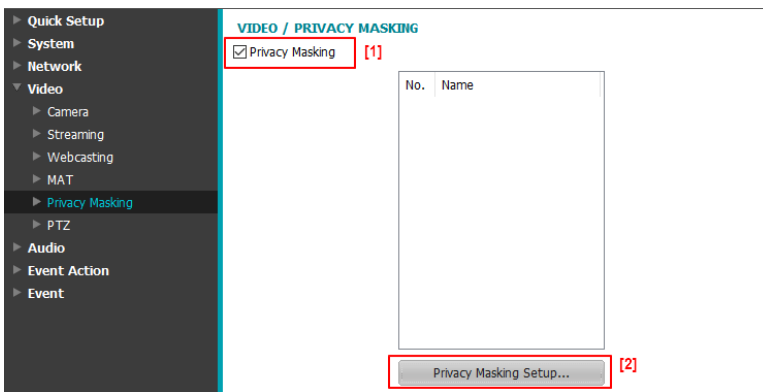 Quick Setup
System
Network
Video
Camera
Streaming
Webcasting
MAT
Privacy Masking
PTZ
Audio
Event Action
Event
VIDEO / PRIVACY MASKING
Privacy Masking [1]
No. Name
Privacy Masking Setup... [2]